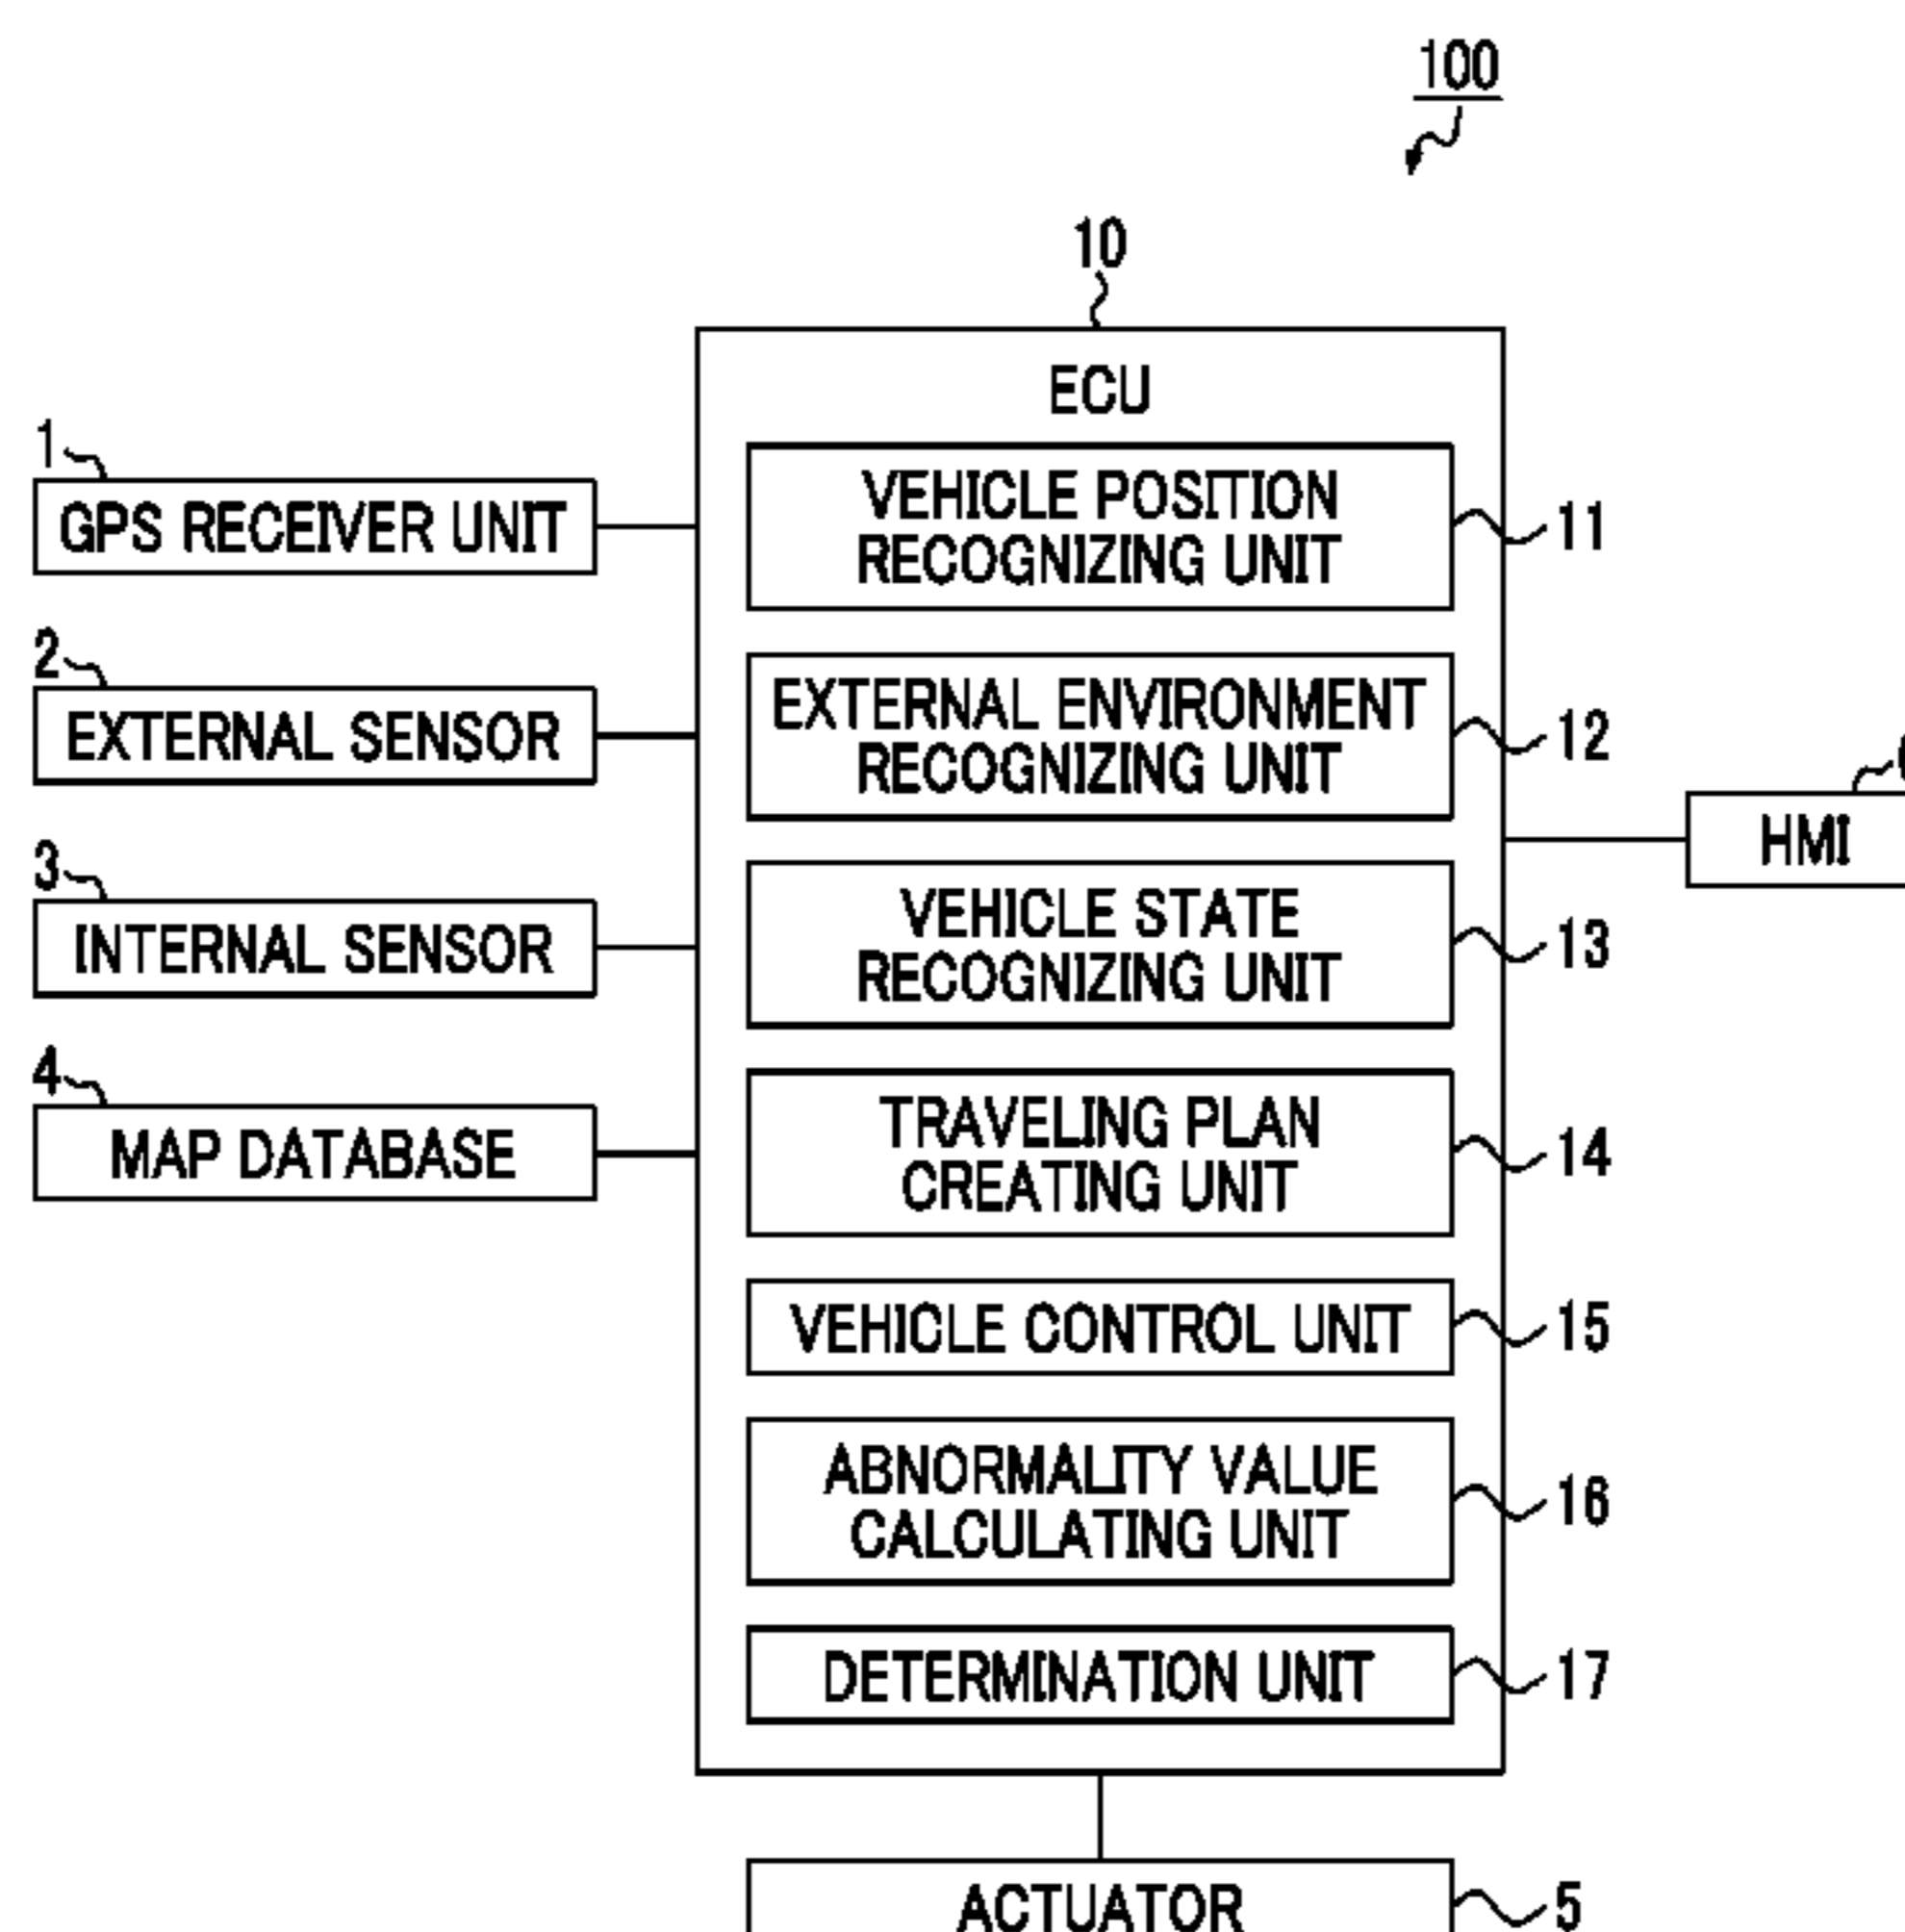 100
10
ECU
1
GPS RECEIVER UNIT
VEHICLE POSITION
RECOGNIZING UNIT
11
2
EXTERNAL SENSOR
EXTERNAL ENVIRONMENT
RECOGNIZING UNIT
12
HMI
3
INTERNAL SENSOR
VEHICLE STATE
RECOGNIZING UNIT
13
4
MAP DATABASE
TRAVELING PLAN
CREATING UNIT
14
VEHICLE CONTROL UNIT
15
ABNORMALITY VALUE
CALCULATING UNIT
16
DETERMINATION UNIT
17
ACTUATOR
5